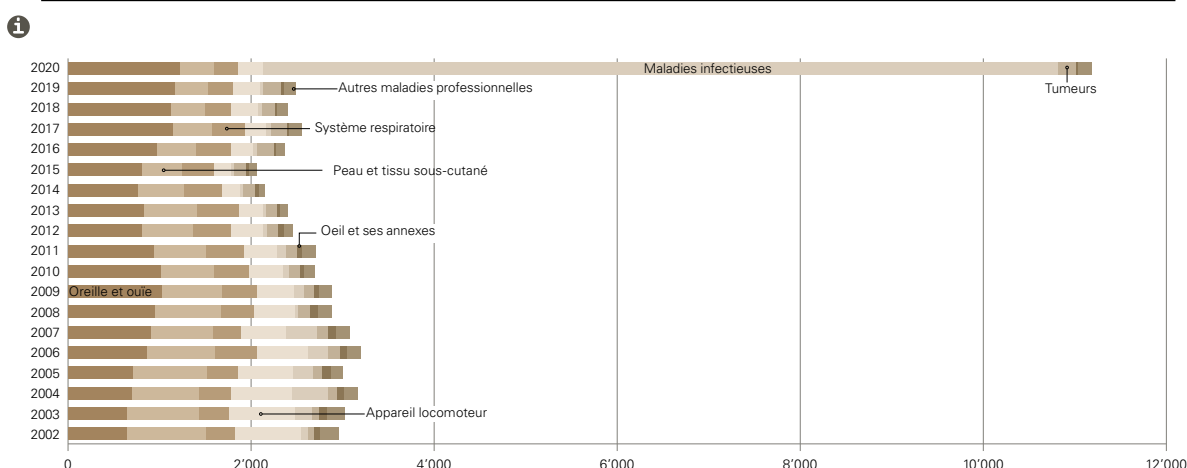 i
2020 Maladies infectieuses
2019 Autres maladies professionnelles Tumeurs
2018
2017 Système respiratoire
2016
2015 Peau et tissu sous-cutané
2014
2013
2012 Oeil et ses annexes
2011
2010
2009 Oreille et ouïe
2008
2007
2006
2005
2004
2003 Appareil locomoteur
2002
0 2'000 4'000 6'000 8'000 10'000 12'000